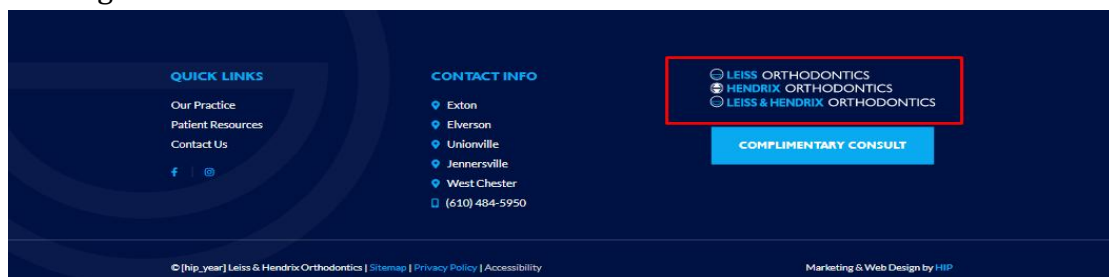 QUICK LINKS
Our Practice
Patient Resources
Contact Us
CONTACT INFO
Exton
Elverson
Unionville
Jennersville
West Chester
(610) 484-5950
LEISS ORTHODONTICS
HENDRIX ORTHODONTICS
LEISS & HENDRIX ORTHODONTICS
COMPLIMENTARY CONSULT
© [hip_year] Leiss & Hendrix Orthodontics | Sitemap | Privacy Policy | Accessibility
Marketing & Web Design by HIP